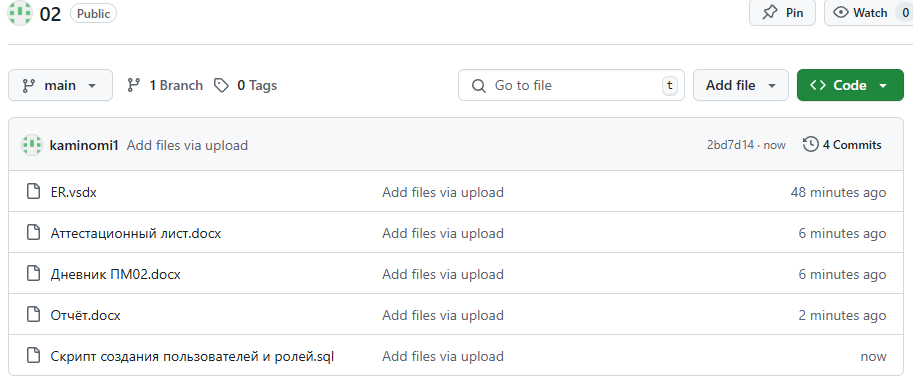 02 Public Pin Watch 0
main 1 Branch 0 Tags Go to file t Add file Code
kaminomi1 Add files via upload 2bd7d14 · now 4 Commits
ER.vsdx Add files via upload 48 minutes ago
Аттестационный лист.docx Add files via upload 6 minutes ago
Дневник ПМ02.docx Add files via upload 6 minutes ago
Отчёт.docx Add files via upload 2 minutes ago
Скрипт создания пользователей и ролей.sql Add files via upload now